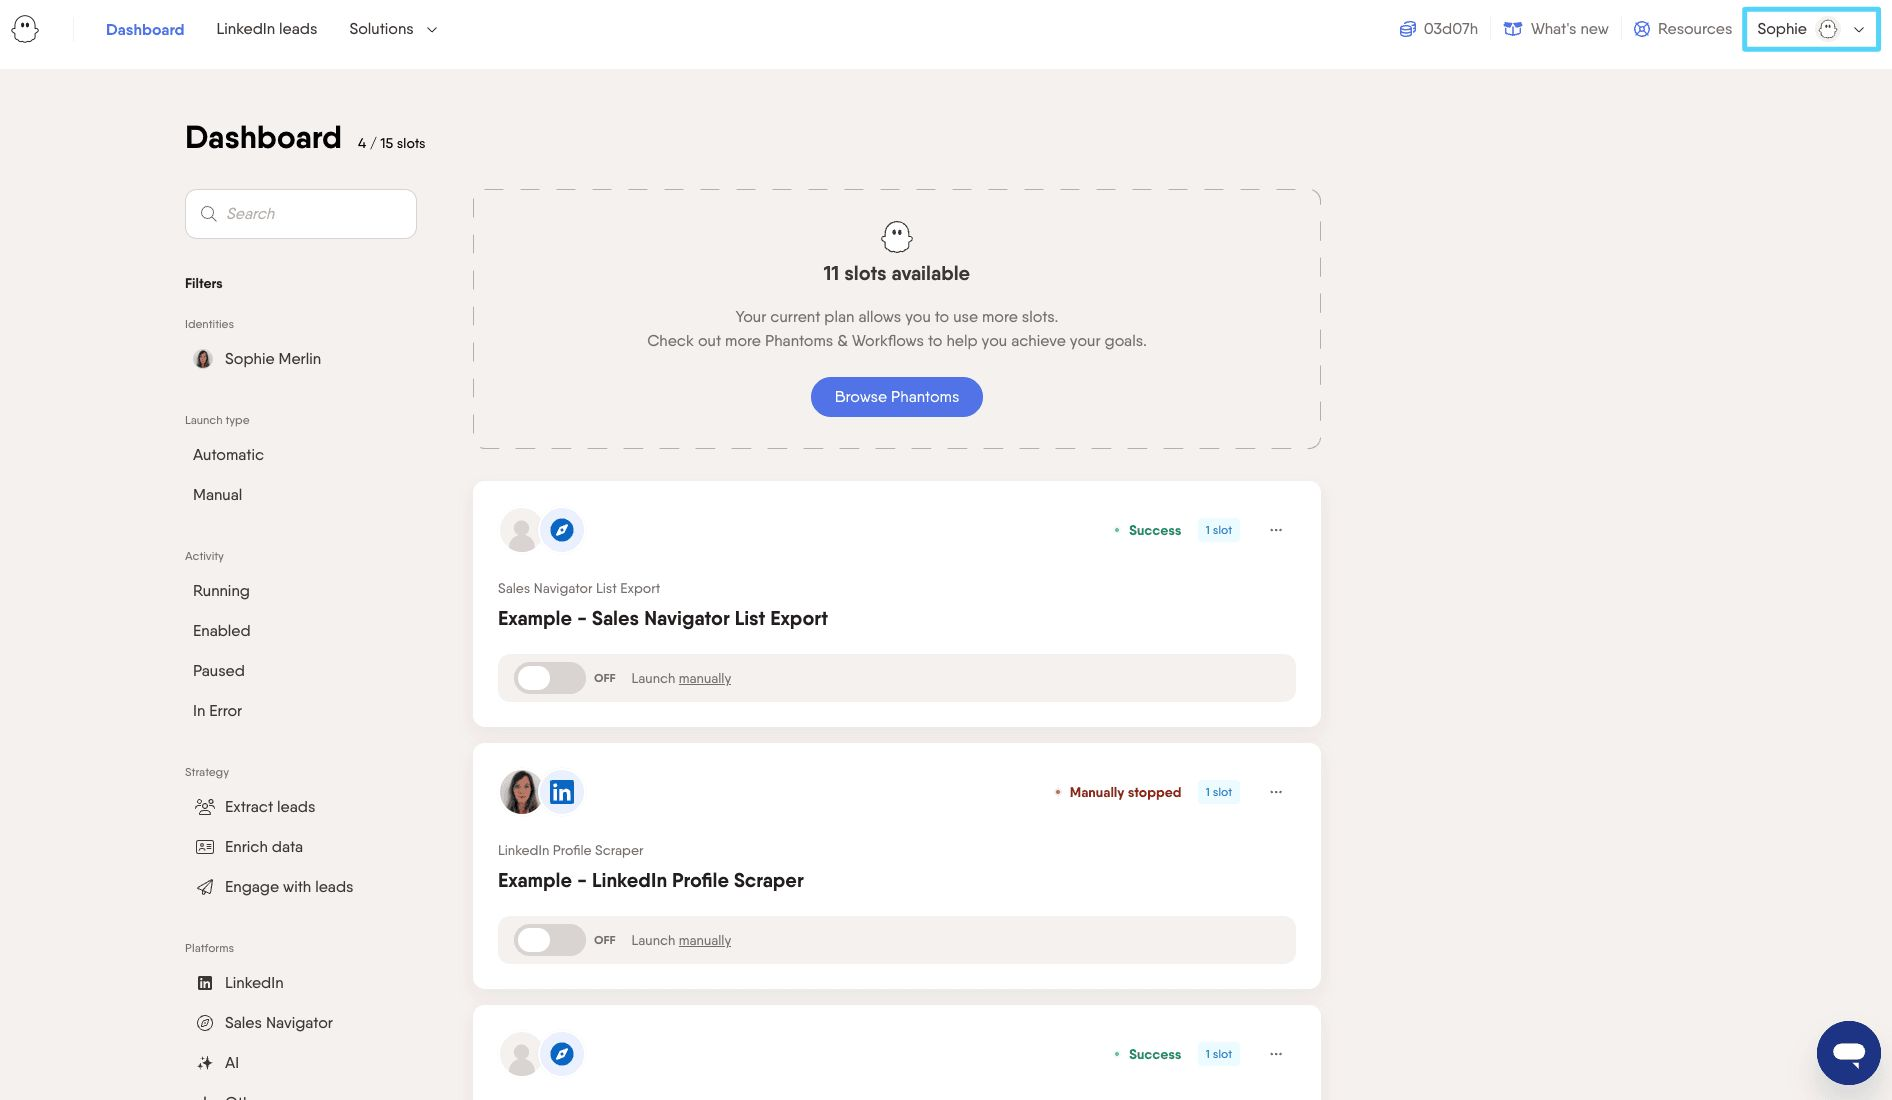 Dashboard
LinkedIn leads
Solutions
03d07h
What's new
Resources
Sophie
Dashboard
4 / 15 slots
Search
Filters
Identities
Sophie Merlin
Launch type
Automatic
Manual
Activity
Running
Enabled
Paused
In Error
Strategy
Extract leads
Enrich data
Engage with leads
Platforms
LinkedIn
Sales Navigator
AI
11 slots available
Your current plan allows you to use more slots.
Check out more Phantoms & Workflows to help you achieve your goals.
Browse Phantoms
Success
1 slot
Sales Navigator List Export
Example - Sales Navigator List Export
OFF
Launch manually
Manually stopped
1 slot
LinkedIn Profile Scraper
Example - LinkedIn Profile Scraper
OFF
Launch manually
Success
1 slot